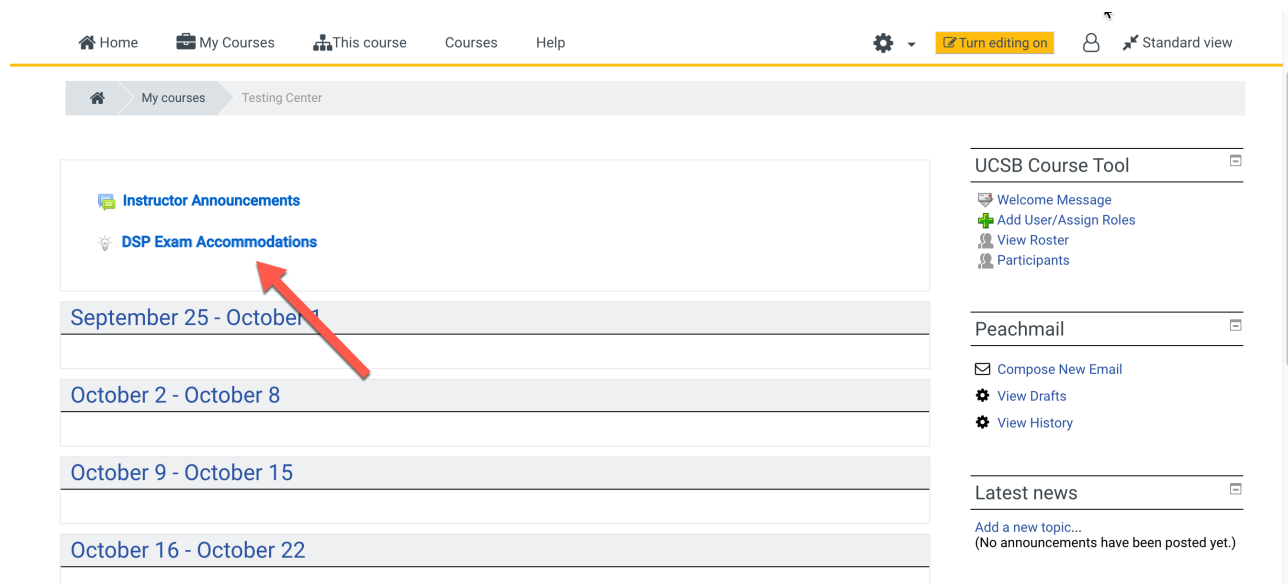 Home My Courses This course Courses Help Turn editing on Standard view
My courses Testing Center
Instructor Announcements
DSP Exam Accommodations
September 25 - October 1
October 2 - October 8
October 9 - October 15
October 16 - October 22
UCSB Course Tool
Welcome Message
Add User/Assign Roles
View Roster
Participants
Peachmail
Compose New Email
View Drafts
View History
Latest news
Add a new topic...
(No announcements have been posted yet.)